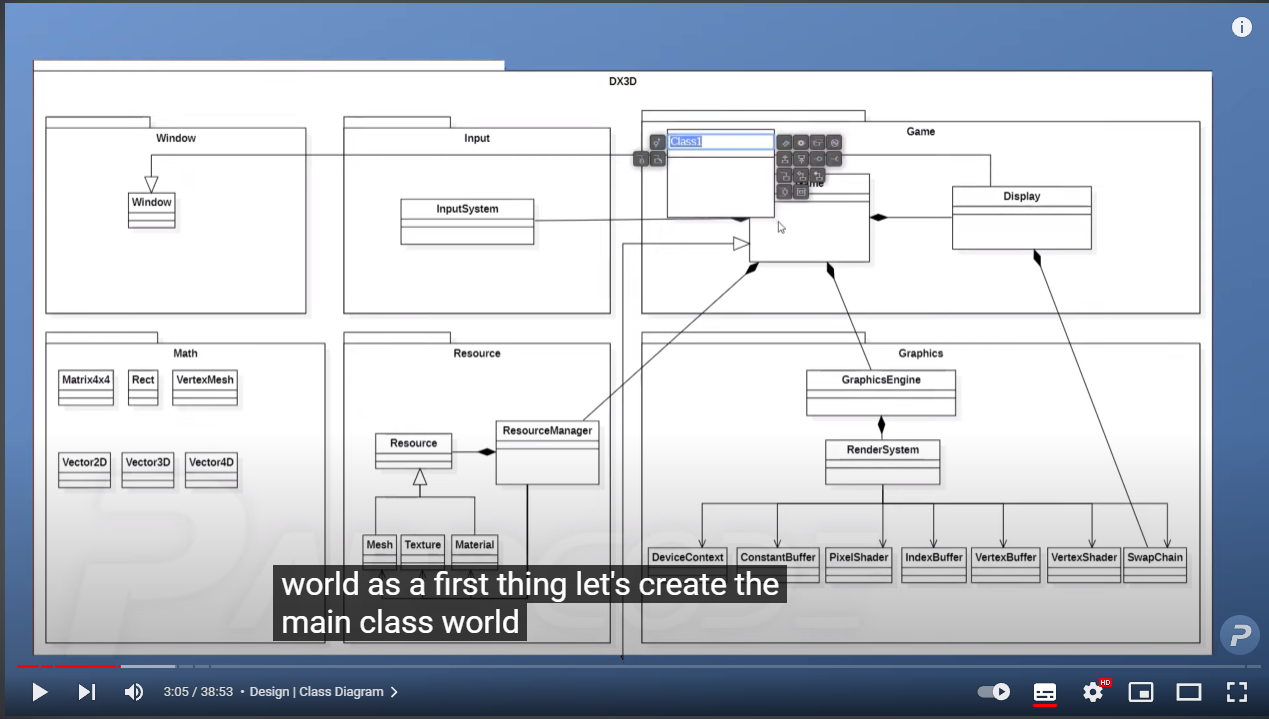 DX3D
Window
Input
Game
Class1
Window
InputSystem
Display
Math
Resource
Graphics
Matrix4x4
Rect
VertexMesh
GraphicsEngine
ResourceManager
Resource
RenderSystem
Vector2D
Vector3D
Vector4D
Mesh
Texture
Material
DeviceContext
ConstantBuffer
PixelShader
IndexBuffer
VertexBuffer
VertexShader
SwapChain
world as a first thing let's create the
main class world
3:05 / 38:53 • Design | Class Diagram
HD